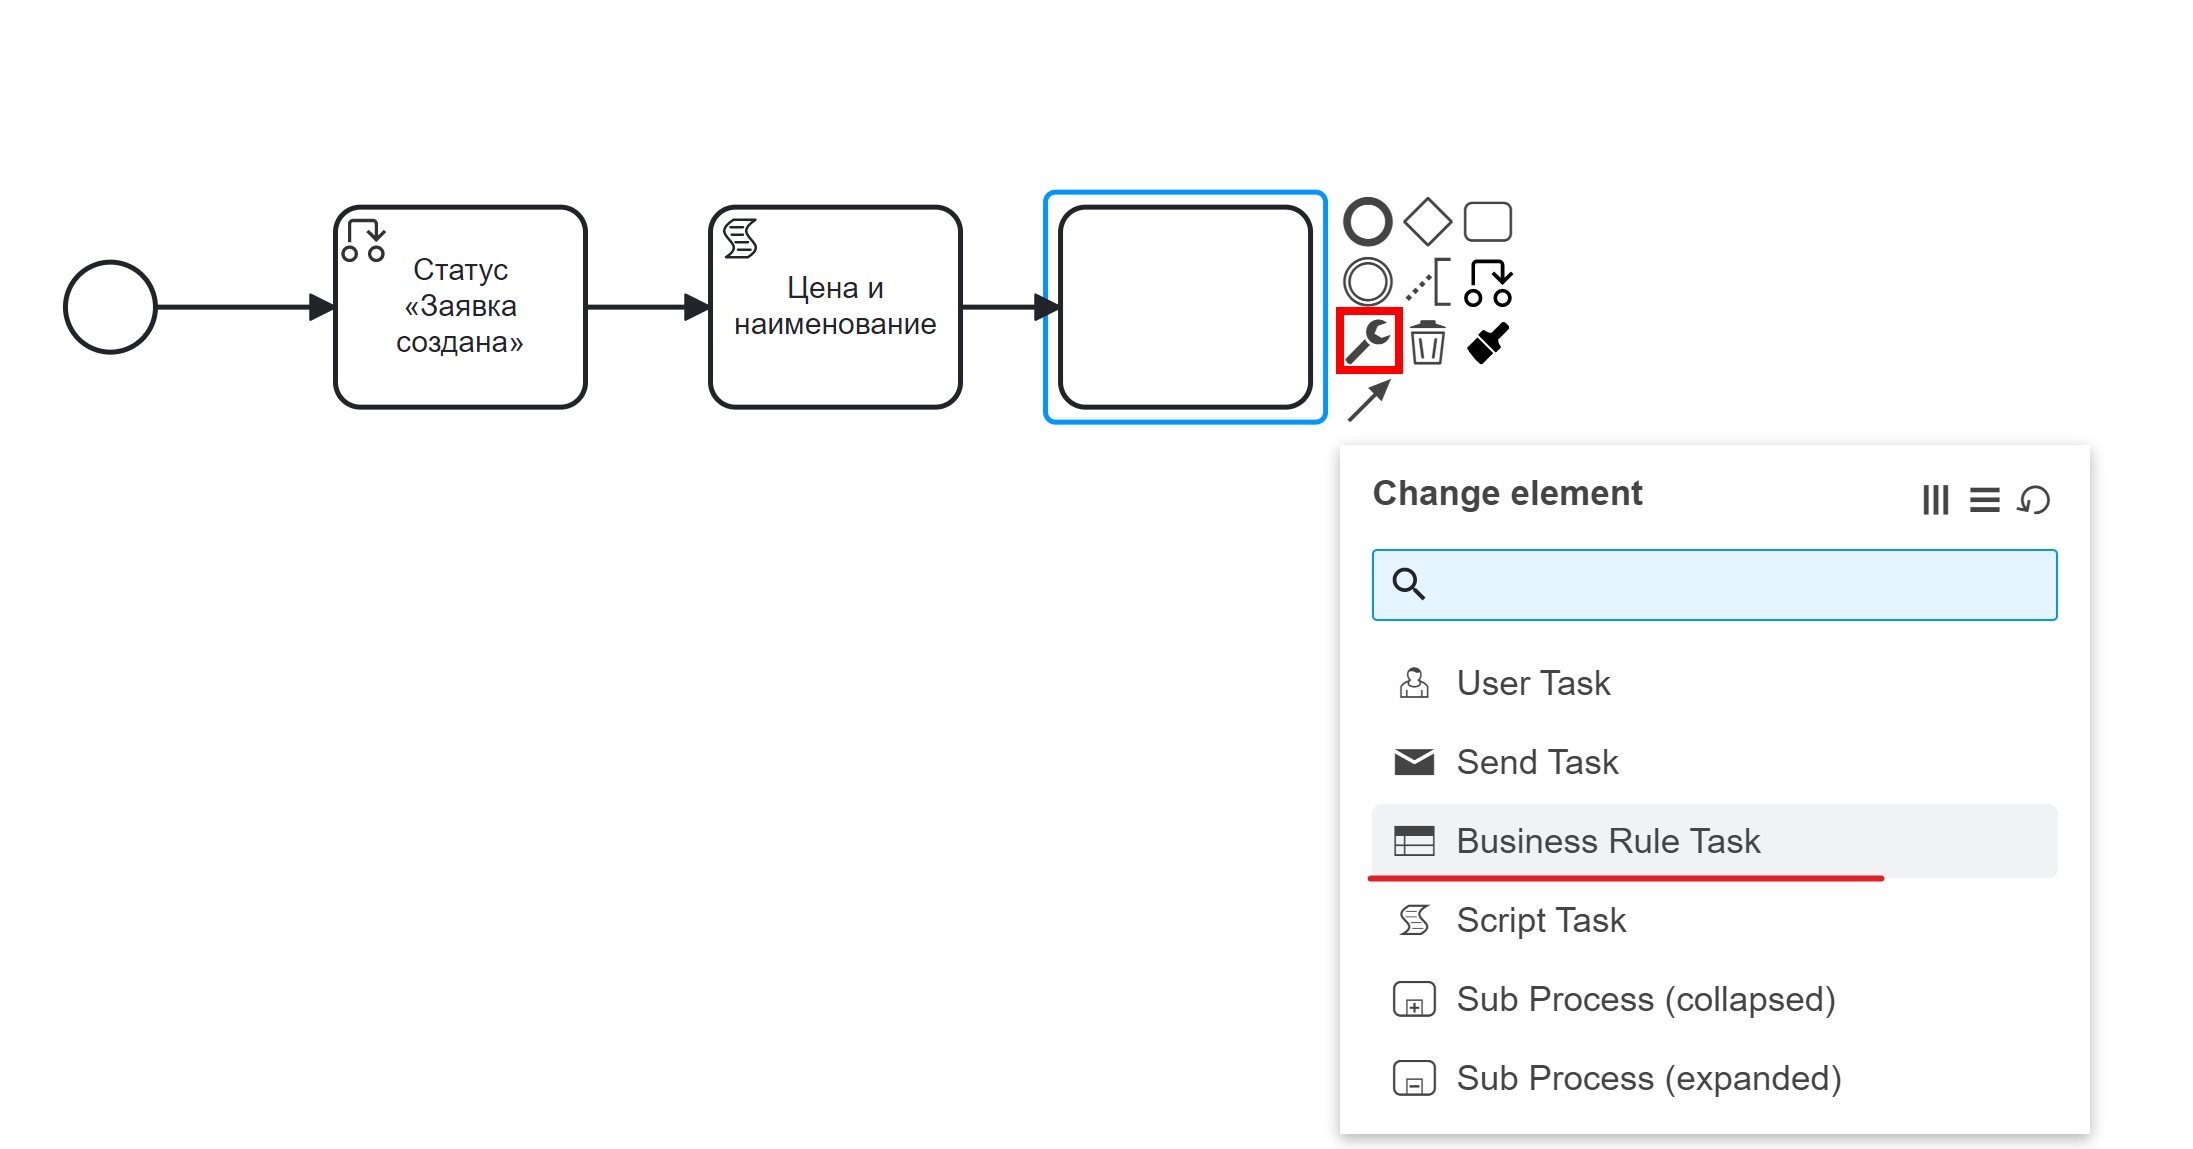 Статус
«Заявка
создана»
Цена и
наименование
Change element
User Task
Send Task
Business Rule Task
Script Task
Sub Process (collapsed)
Sub Process (expanded)